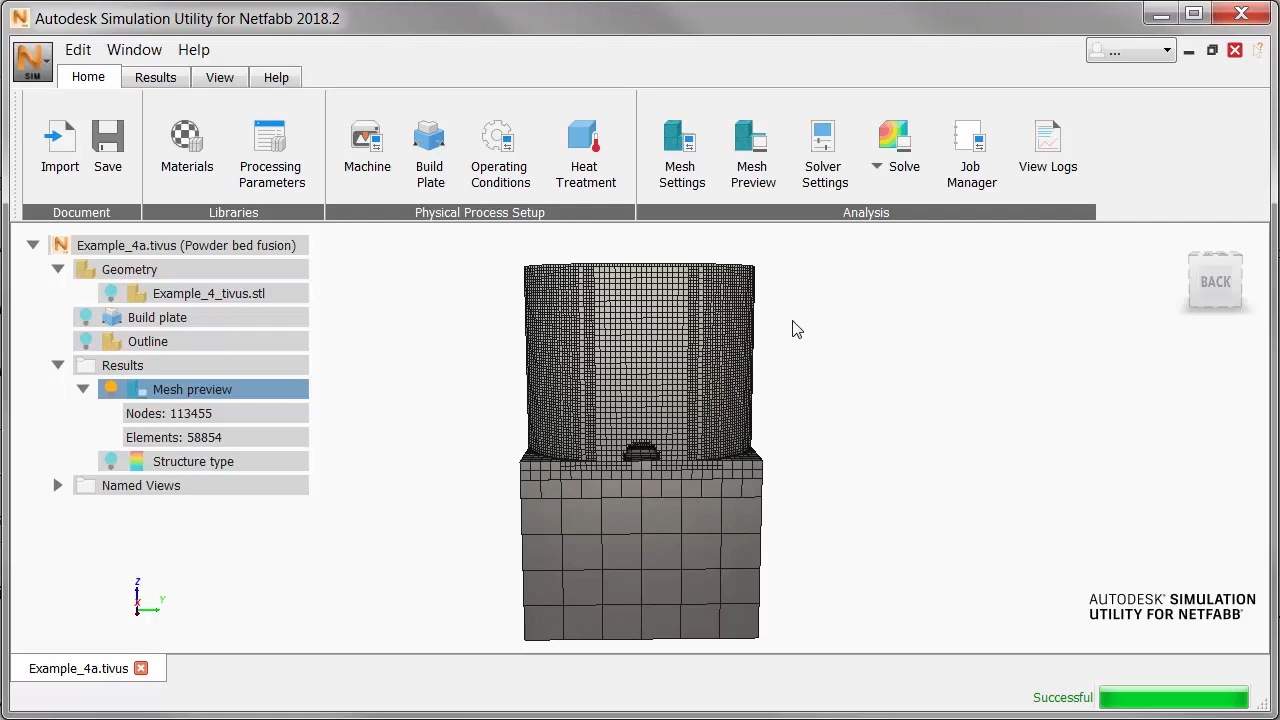 Autodesk Simulation Utility for Netfabb 2018.2
SIM
Edit Window Help
...
Home Results View Help
Import Save Materials Processing Parameters Machine Build Plate Operating Conditions Heat Treatment Mesh Settings Mesh Preview Solver Settings Solve Job Manager View Logs
Document Libraries Physical Process Setup Analysis
Example_4a.tivus (Powder bed fusion)
Geometry
Example_4_tivus.stl
Build plate
Outline
Results
Mesh preview
Nodes: 113455
Elements: 58854
Structure type
Named Views
BACK
Z
X Y
AUTODESK® SIMULATION
UTILITY FOR NETFABB®
Example_4a.tivus
Successful